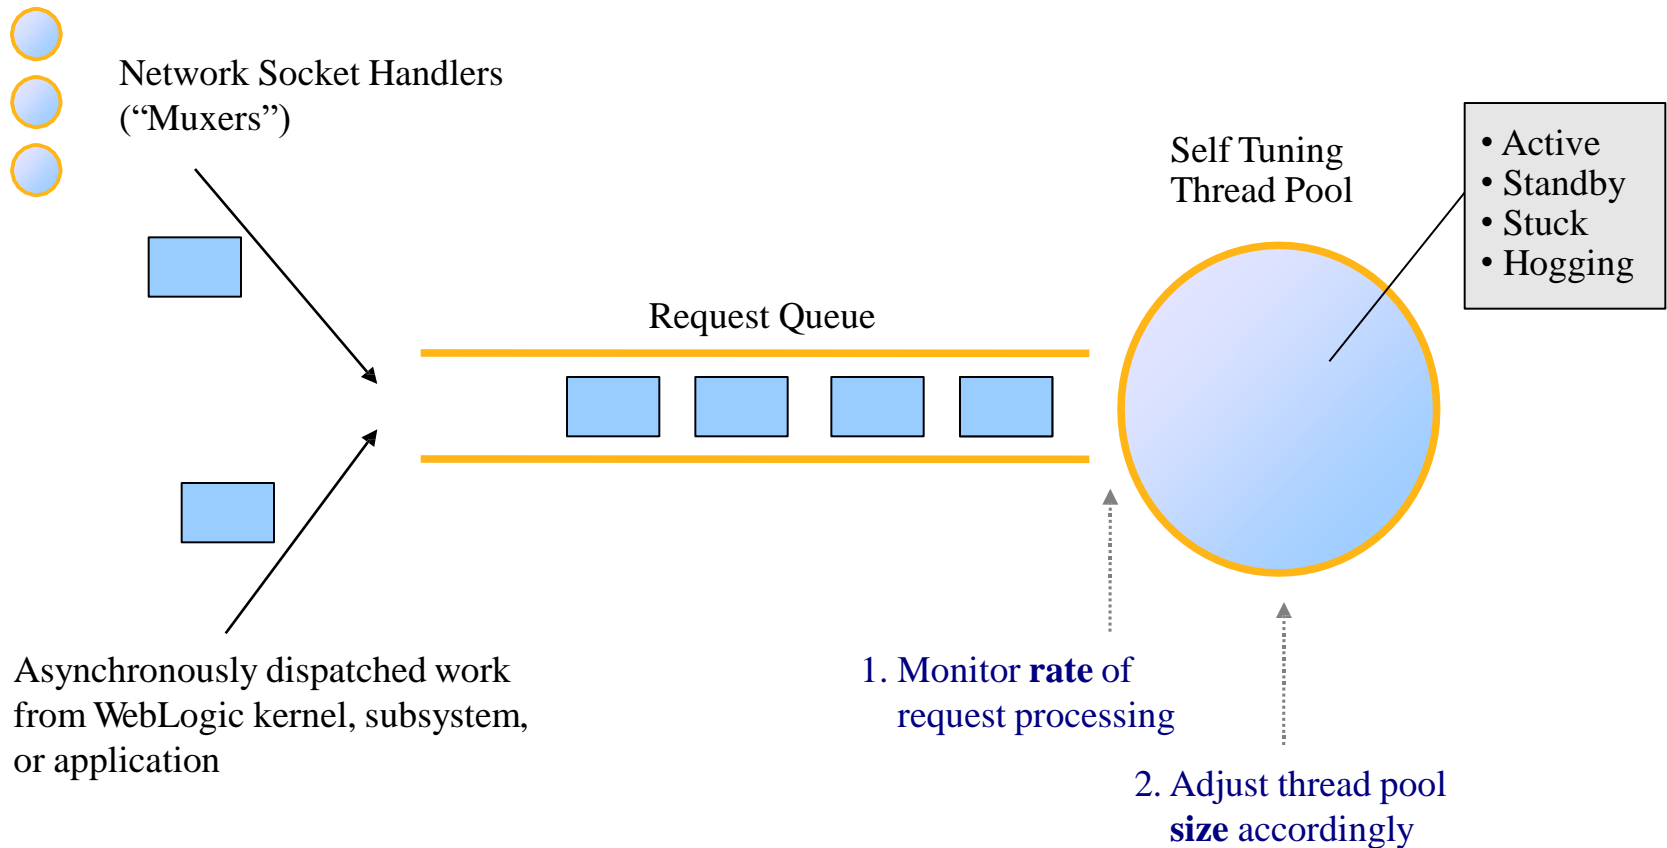 Network Socket Handlers
(“Muxers”)
Self Tuning
Thread Pool
• Active
• Standby
• Stuck
• Hogging
Request Queue
Asynchronously dispatched work
from WebLogic kernel, subsystem,
or application
1. Monitor rate of
request processing
2. Adjust thread pool
size accordingly